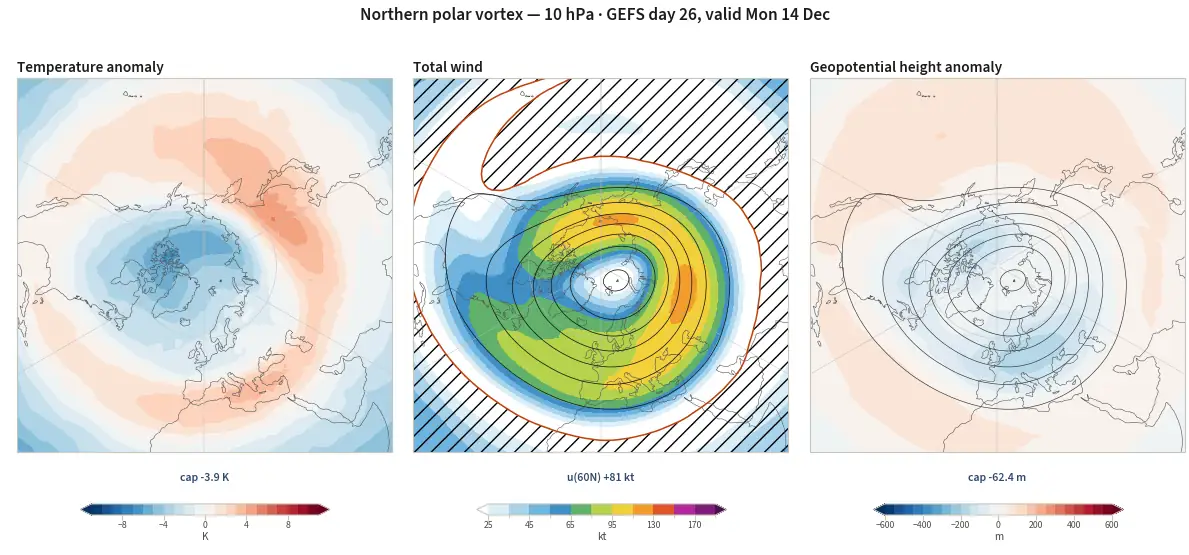 Northern polar vortex — 10 hPa · GEFS day 26, valid Mon 14 Dec
Temperature anomaly
Total wind
Geopotential height anomaly
cap -3.9 K
u(60N) +81 kt
cap -62.4 m
−8 −4 0 4 8
K
25 45 65 95 130 170
kt
−600 −400 −200 0 200 400 600
m